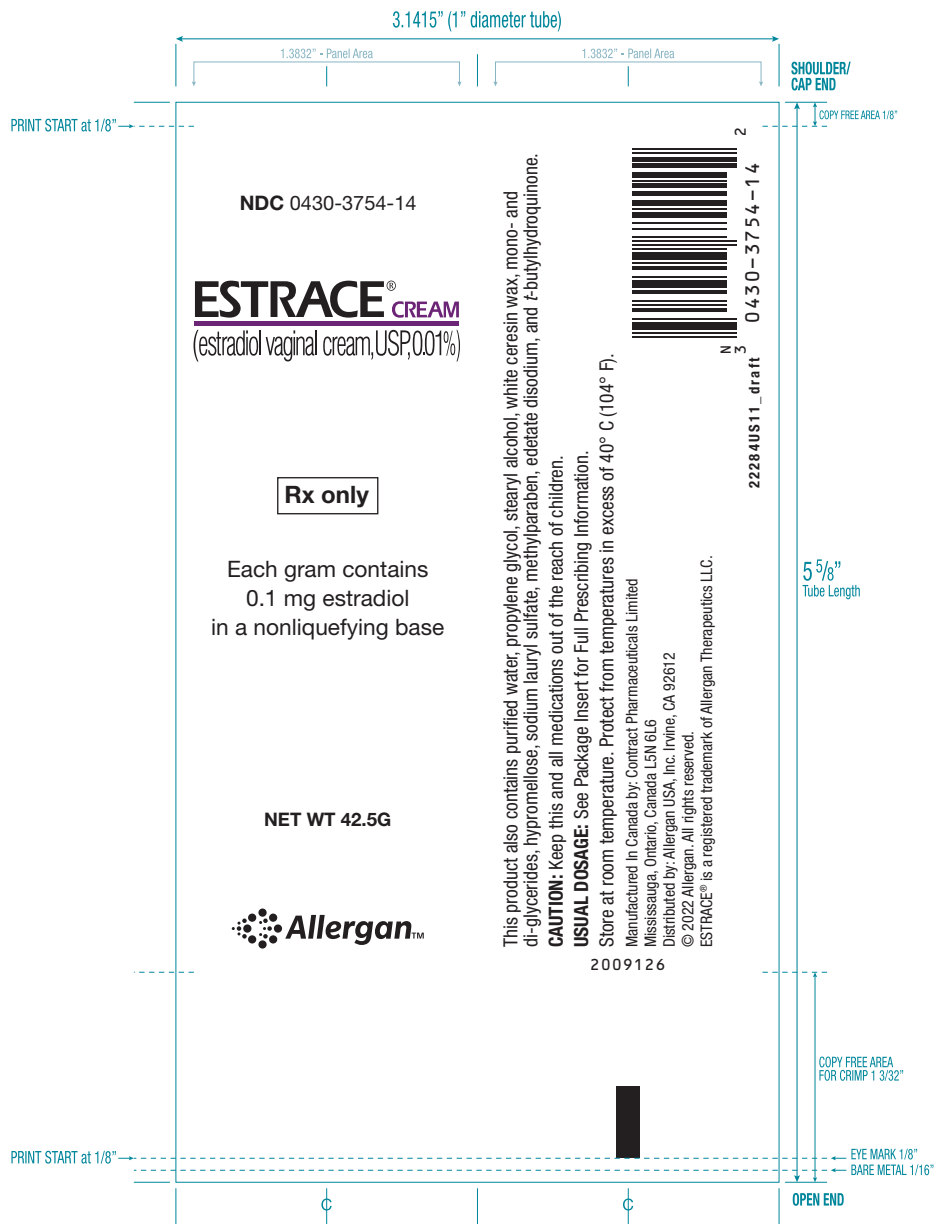 3.1415” (1” diameter tube)
1.3832” - Panel Area
1.3832” - Panel Area
SHOULDER/
CAP END
COPY FREE AREA 1/8”
PRINT START at 1/8”
NDC 0430-3754-14
ESTRACE® CREAM
(estradiol vaginal cream,USP,0.01%)
Rx only
Each gram contains
0.1 mg estradiol
in a nonliquefying base
NET WT 42.5G
Allergan™
This product also contains purified water, propylene glycol, stearyl alcohol, white ceresin wax, mono- and
di-glycerides, hypromellose, sodium lauryl sulfate, methylparaben, edetate disodium, and t-butylhydroquinone.
CAUTION: Keep this and all medications out of the reach of children.
USUAL DOSAGE: See Package Insert for Full Prescribing Information.
Store at room temperature. Protect from temperatures in excess of 40° C (104° F).
Manufactured In Canada by: Contract Pharmaceuticals Limited
Mississauga, Ontario, Canada L5N 6L6
Distributed by: Allergan USA, Inc. Irvine, CA 92612
© 2022 Allergan. All rights reserved.
ESTRACE® is a registered trademark of Allergan Therapeutics LLC.
2009126
N
3 0430-3754-14 2
22284US11_draft
5 5/8”
Tube Length
COPY FREE AREA
FOR CRIMP 1 3/32”
PRINT START at 1/8”
EYE MARK 1/8”
BARE METAL 1/16”
OPEN END
C
C